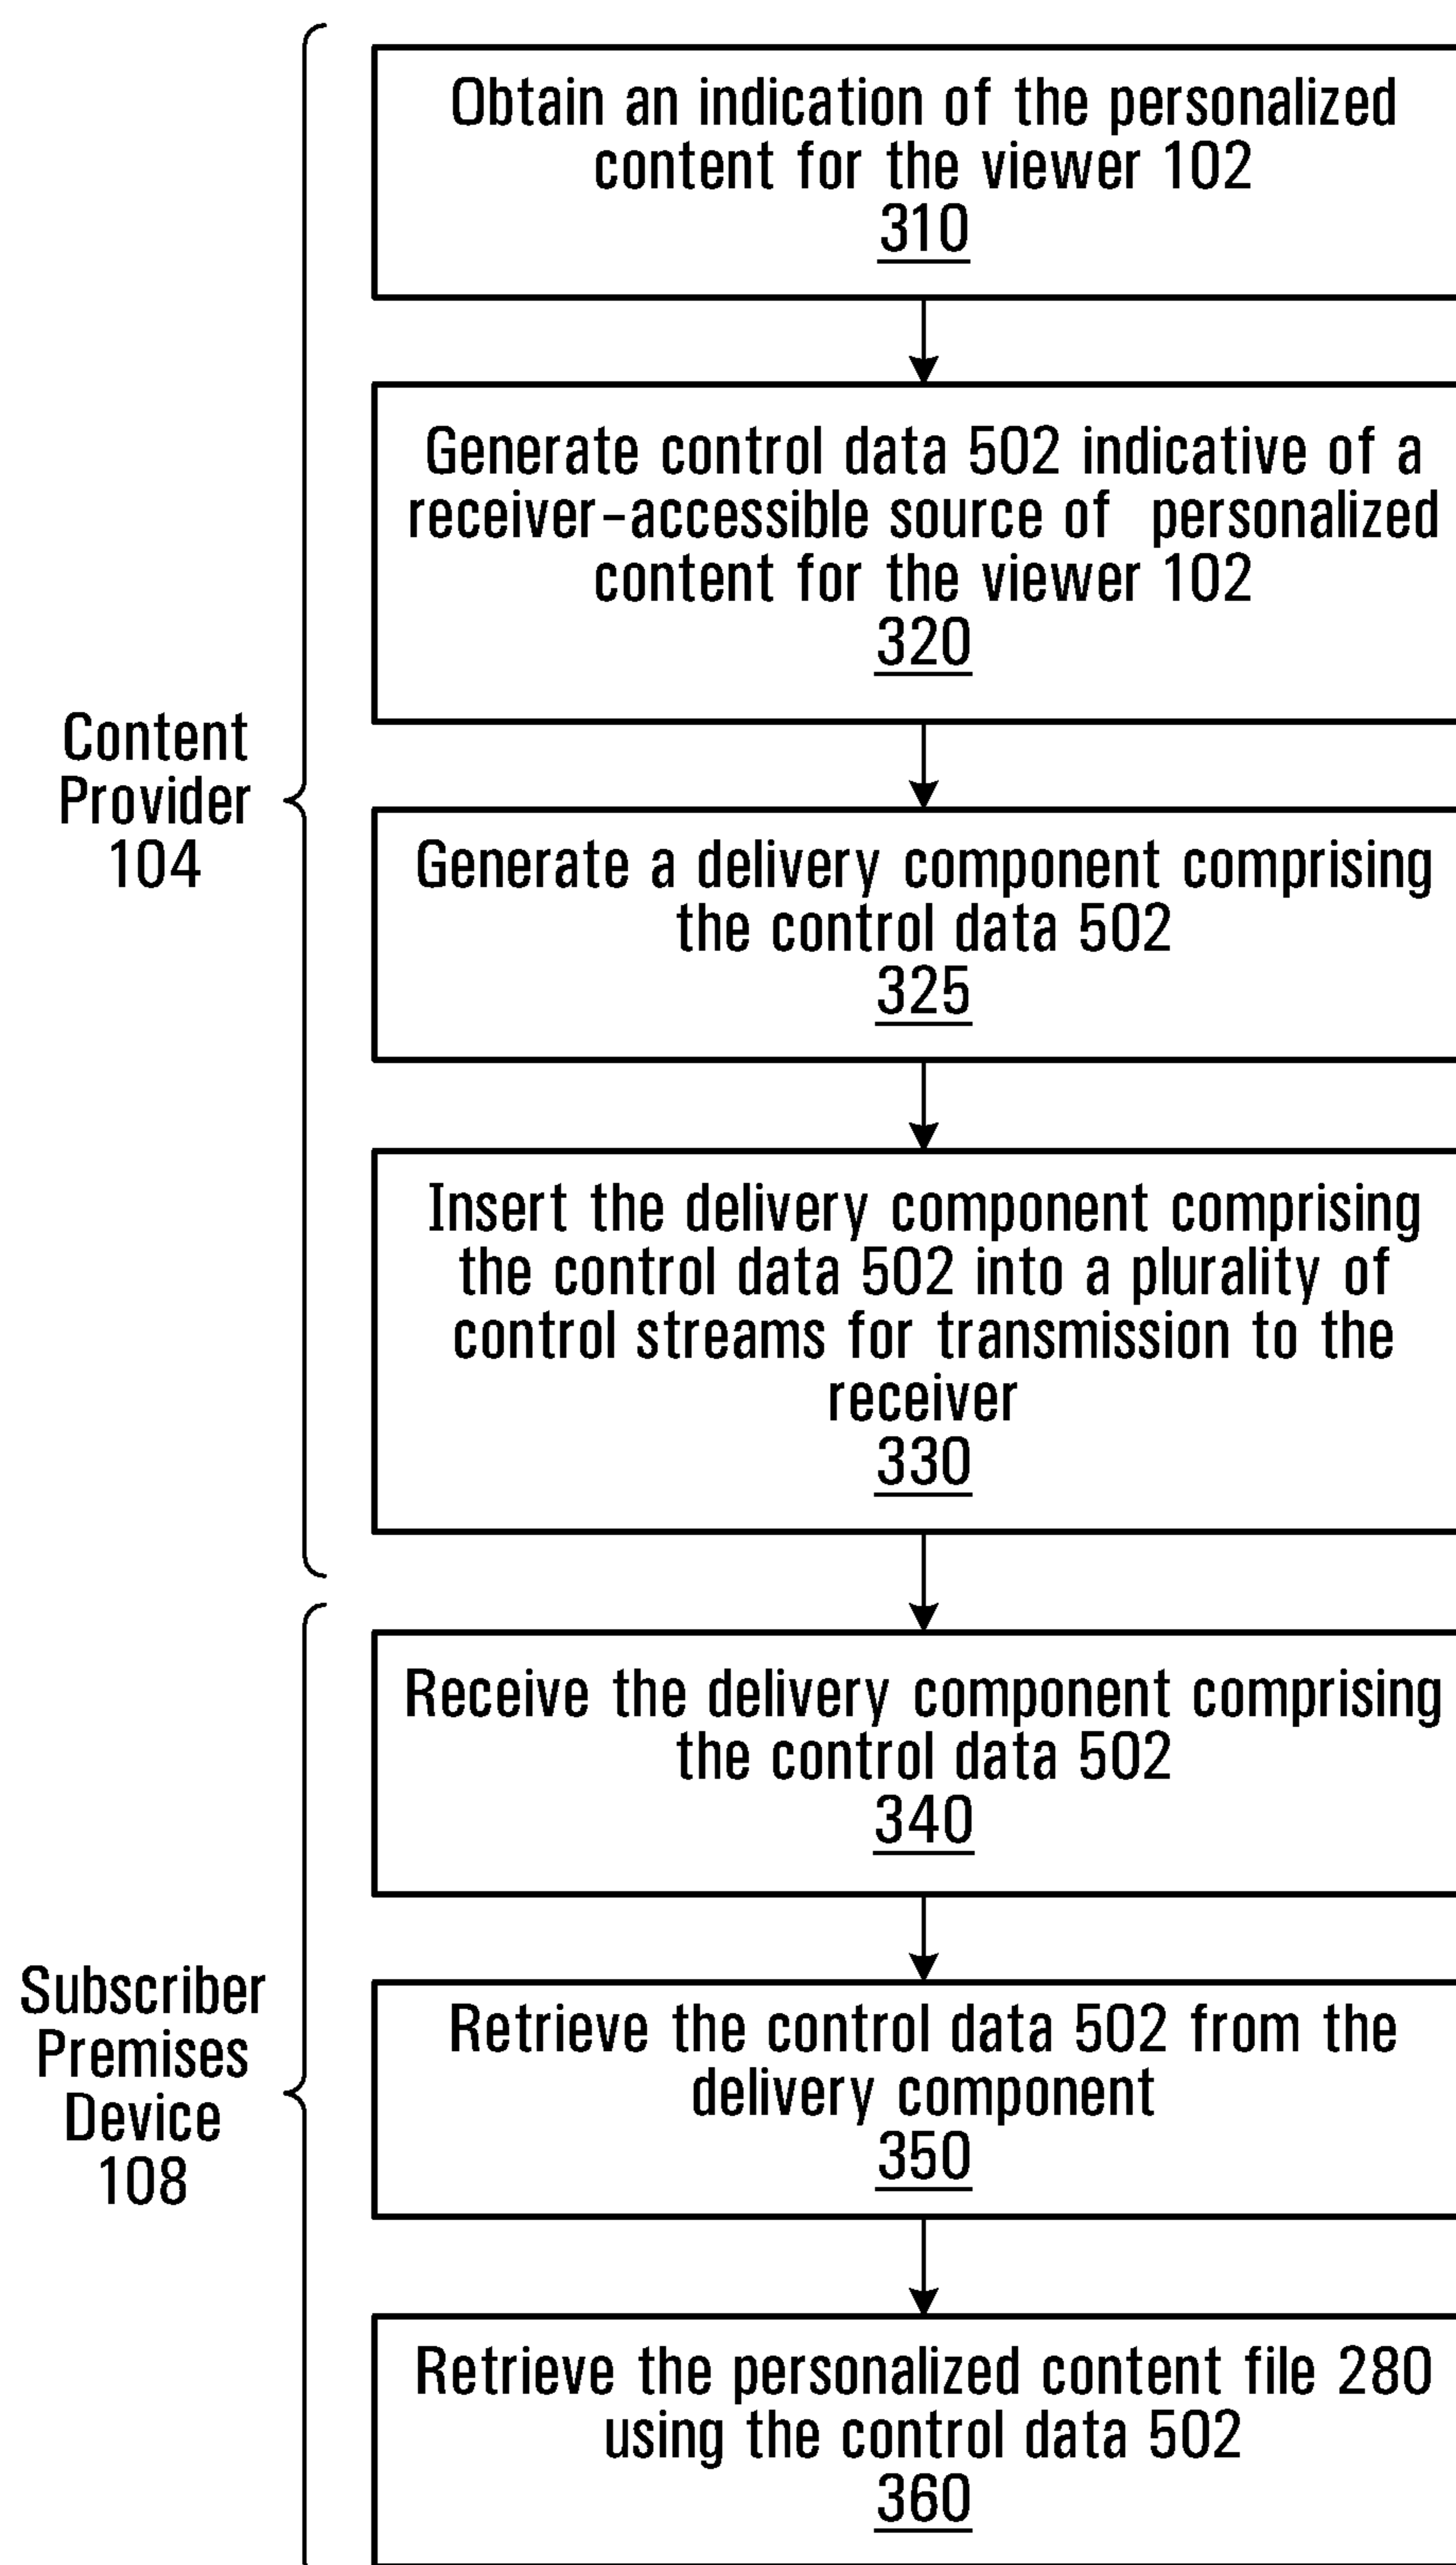 Obtain an indication of the personalized
content for the viewer 102
310
Generate control data 502 indicative of a
receiver-accessible source of personalized
content for the viewer 102
320
Content
Provider
104
Generate a delivery component comprising
the control data 502
325
Insert the delivery component comprising
the control data 502 into a plurality of
control streams for transmission to the
receiver
330
Receive the delivery component comprising
the control data 502
340
Subscriber
Premises
Device
108
Retrieve the control data 502 from the
delivery component
350
Retrieve the personalized content file 280
using the control data 502
360